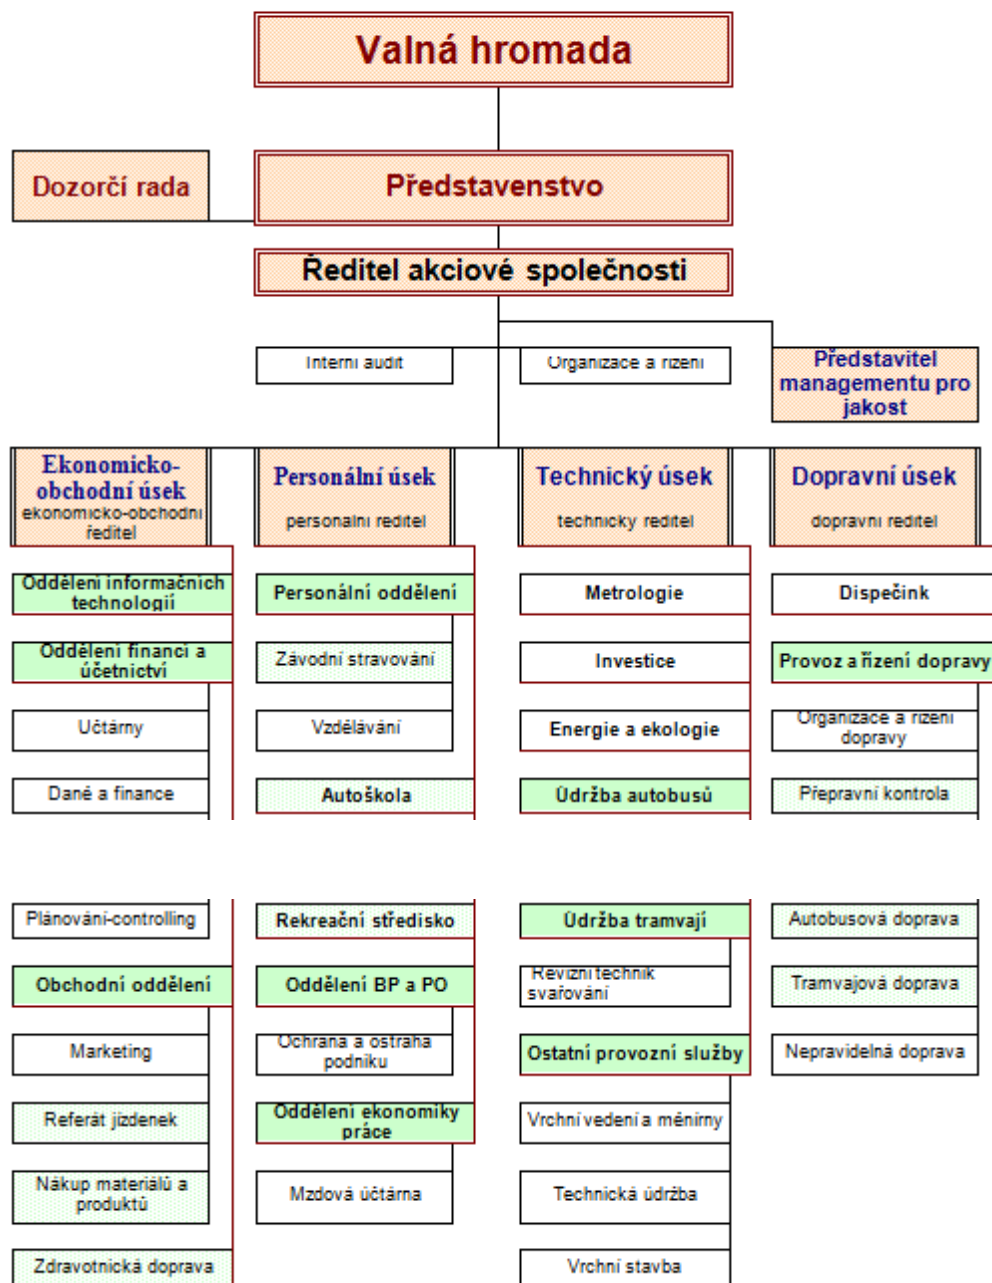 Valná hromada
Dozorčí rada
Představenstvo
Ředitel akciové společnosti
Interní audit
Organizace a řízení
Představitel
managementu pro
jakost
Ekonomicko-
obchodní úsek
ekonomicko-obchodní
ředitel
Personální úsek
personální ředitel
Technický úsek
technický ředitel
Dopravní úsek
dopravní ředitel
Oddělení informačních
technologií
Oddělení financí a
účetnictví
Učtárny
Daně a finance
Plánování-controlling
Obchodní oddělení
Marketing
Referát jízdenek
Nákup materiálů a
produktů
Zdravotnická doprava
Personální oddělení
Závodní stravování
Vzdělávání
Autoškola
Rekreační středisko
Oddělení BP a PO
Ochrana a ostraha
podniku
Oddělení ekonomiky
práce
Mzdová účtárna
Metrologie
Investice
Energie a ekologie
Údržba autobusů
Údržba tramvají
Revizní technik
svařování
Ostatní provozní služby
Vrchní vedení a měnírny
Technická údržba
Vrchní stavba
Dispečink
Provoz a řízení dopravy
Organizace a řízení
dopravy
Přepravní kontrola
Autobusová doprava
Tramvajová doprava
Nepravidelná doprava